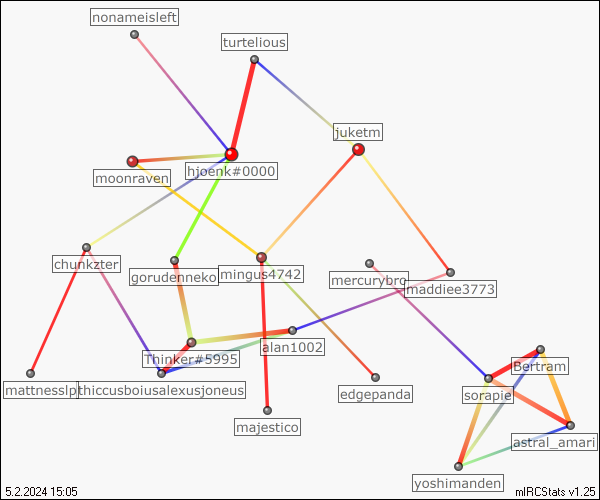 nonameisleft
turtelious
juketm
moonraven
hjoenk#0000
chunkzter
gorudenneko
mingus4742
mercurybro
maddiee3773
alan1002
Thinker#5995
mattnesslp
thiccusboiusalexusjoneus
edgepanda
majestico
Bertram
sorapie
astral_amari
yoshimanden
5.2.2024 15:05
mIRCStats v1.25